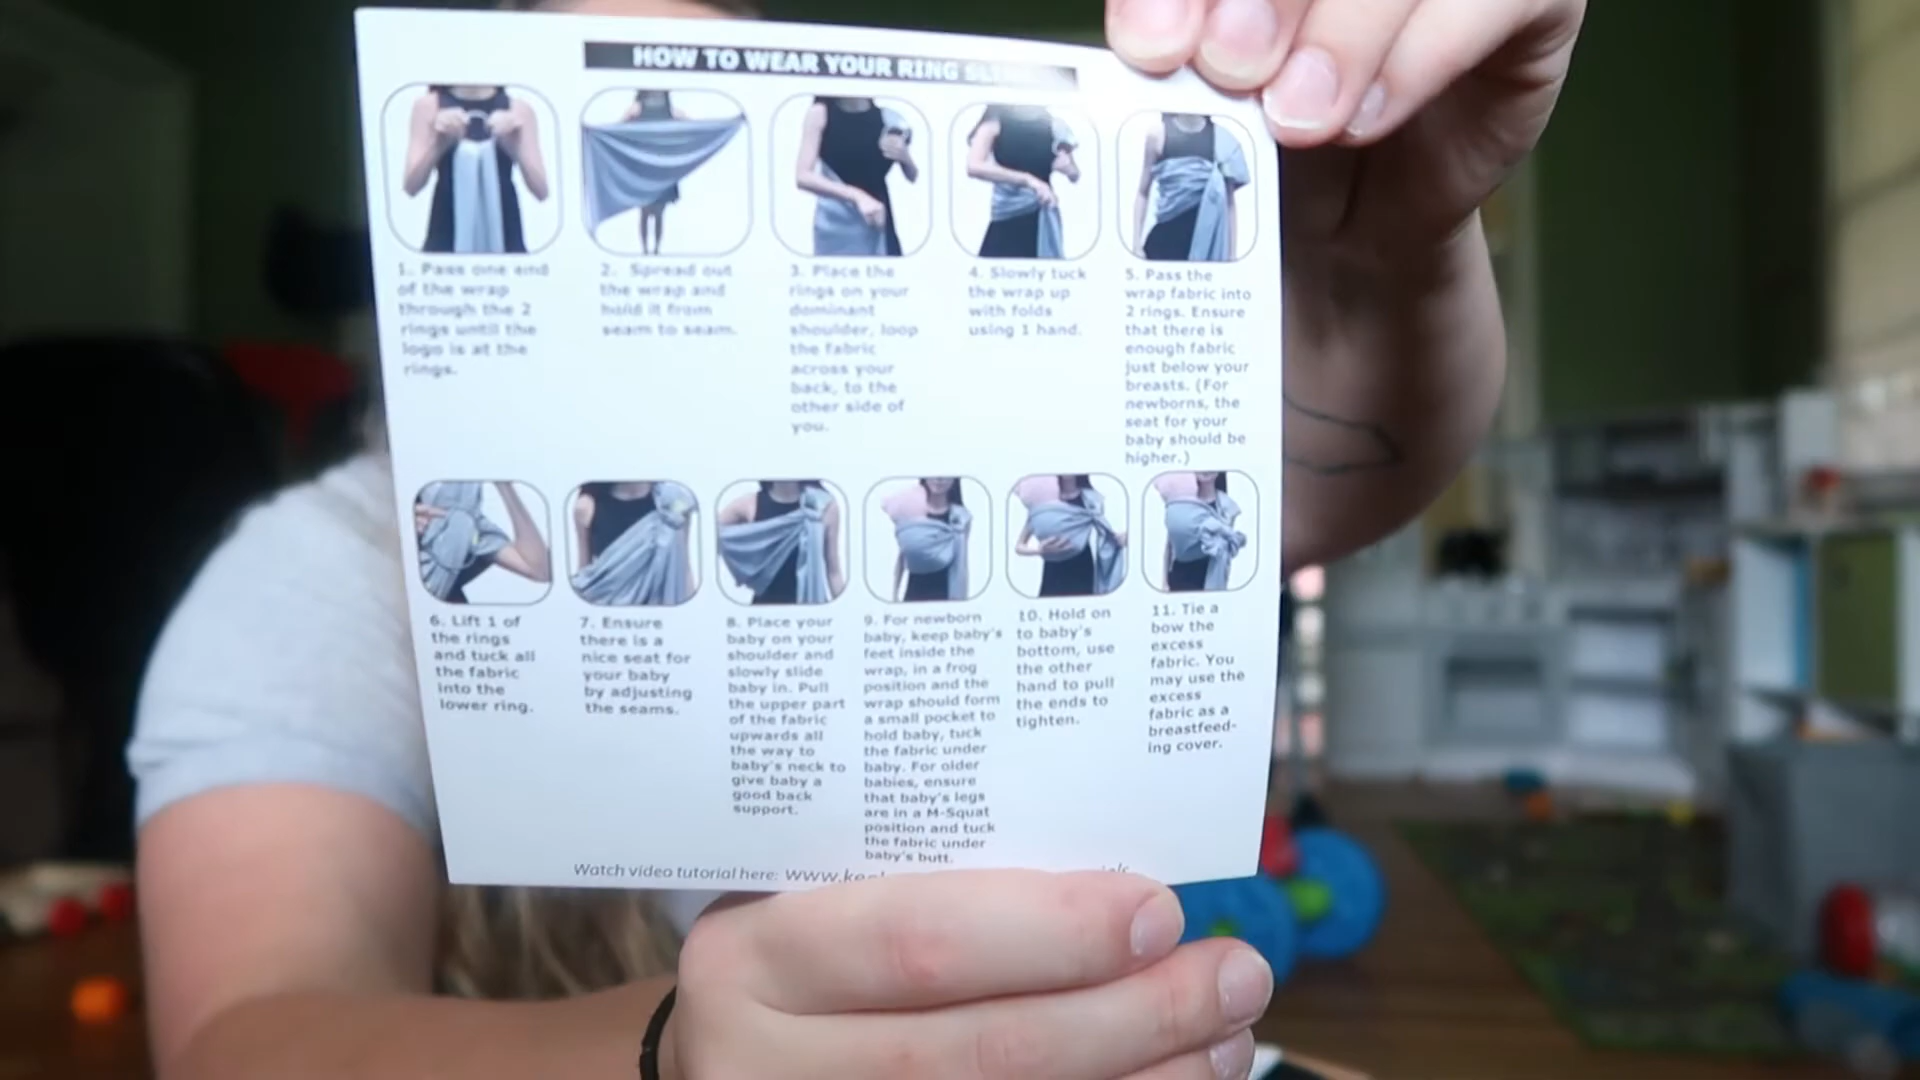 HOW TO WEAR YOUR RING
1. Pass one end
of the wrap
through the 2
rings until the
logo is at the
rings.
2. Spread out
the wrap and
hold it from
seam to seam.
3. Place the
rings on your
dominant
shoulder, loop
the fabric
across your
back, to the
other side of
you.
4. Slowly tuck
the wrap up
with folds
using 1 hand.
5. Pass the
wrap fabric into
2 rings. Ensure
that there is
enough fabric
just below your
breasts. (For
newborns, the
seat for your
baby should be
higher.)
6. Lift 1 of
the rings
and tuck all
the fabric
into the
lower ring.
7. Ensure
there is a
nice seat for
your baby
by adjusting
the seams.
8. Place your
baby on your
shoulder and
slowly slide
baby in. Pull
the upper part
of the fabric
upwards all
the way to
baby's neck to
give baby a
good back
support.
9. For newborn
baby, keep baby's
feet inside the
wrap, in a frog
position and the
wrap should form
a small pocket to
hold baby, tuck
the fabric under
baby. For older
babies, ensure
that baby's legs
are in a M-Squat
position and tuck
the fabric under
baby's butt.
10. Hold on
to baby's
bottom, use
the other
hand to pull
the ends to
tighten.
11. Tie a
bow the
excess
fabric. You
may use the
excess
fabric as a
breastfeed-
ing cover.
Watch video tutorial here: